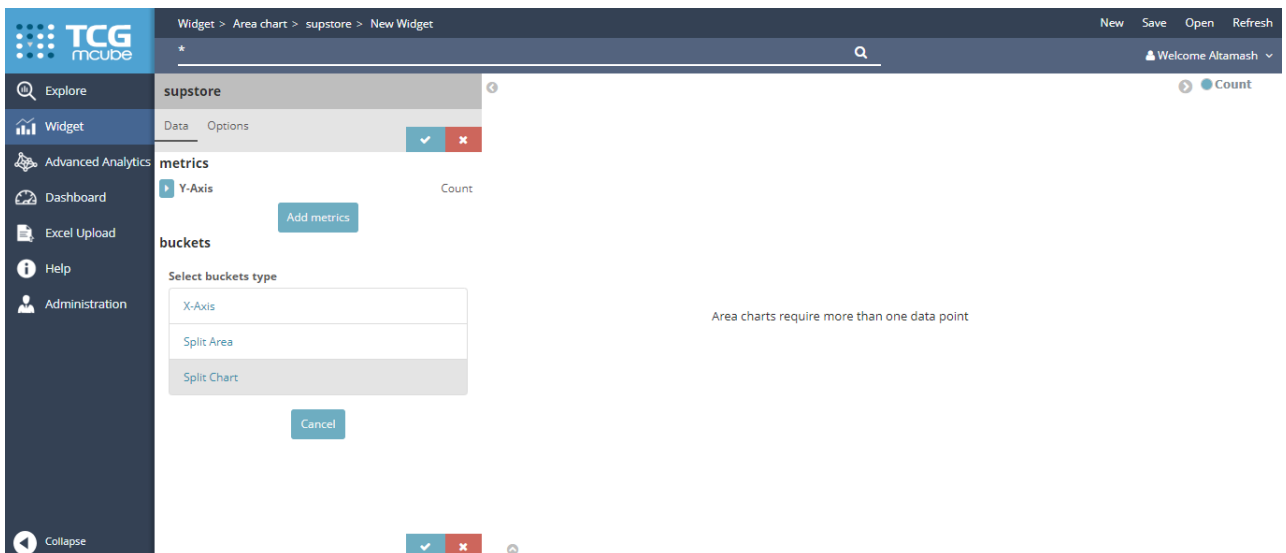 TCG
mcube
Widget > Area chart > supstore > New Widget
New Save Open Refresh
*
Welcome Altamash
Explore
Widget
Advanced Analytics
Dashboard
Excel Upload
Help
Administration
Collapse
supstore
Data Options
metrics
Y-Axis Count
Add metrics
buckets
Select buckets type
X-Axis
Split Area
Split Chart
Cancel
Count
Area charts require more than one data point